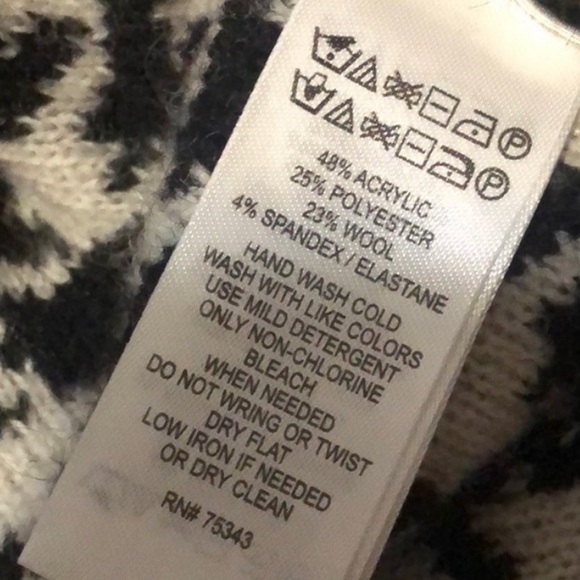 P
P
48% ACRYLIC
25% POLYESTER
23% WOOL
4% SPANDEX / ELASTANE
HAND WASH COLD
WASH WITH LIKE COLORS
USE MILD DETERGENT
ONLY NON-CHLORINE
BLEACH
WHEN NEEDED
DO NOT WRING OR TWIST
DRY FLAT
LOW IRON IF NEEDED
OR DRY CLEAN
RN# 75343